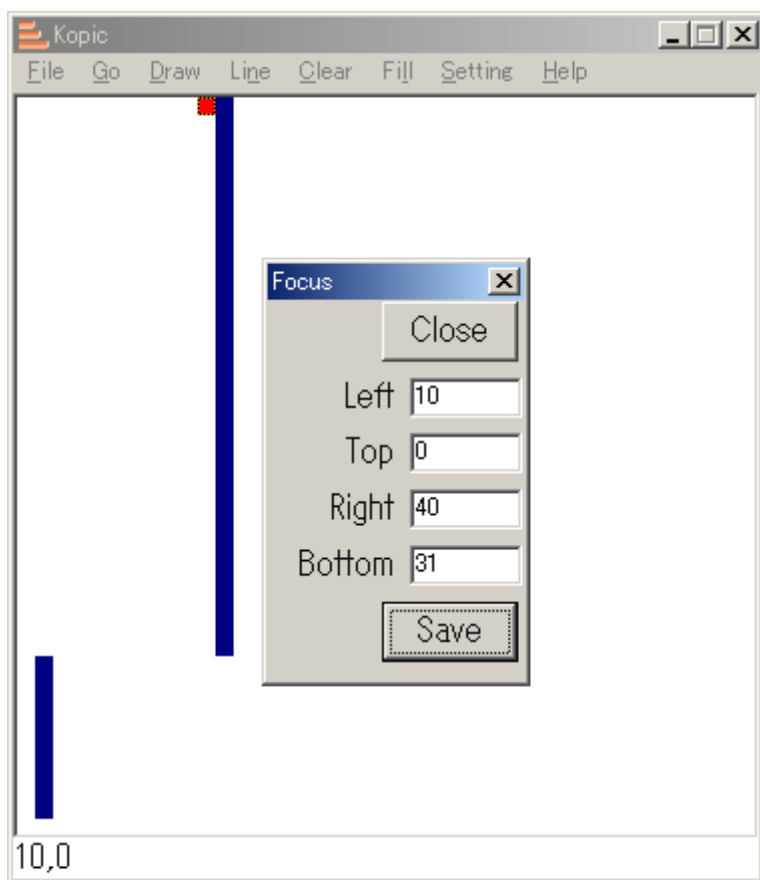 Kopic
File Go Draw Line Clear Fill Setting Help
Focus
Close
Left 10
Top 0
Right 40
Bottom 31
Save
10,0